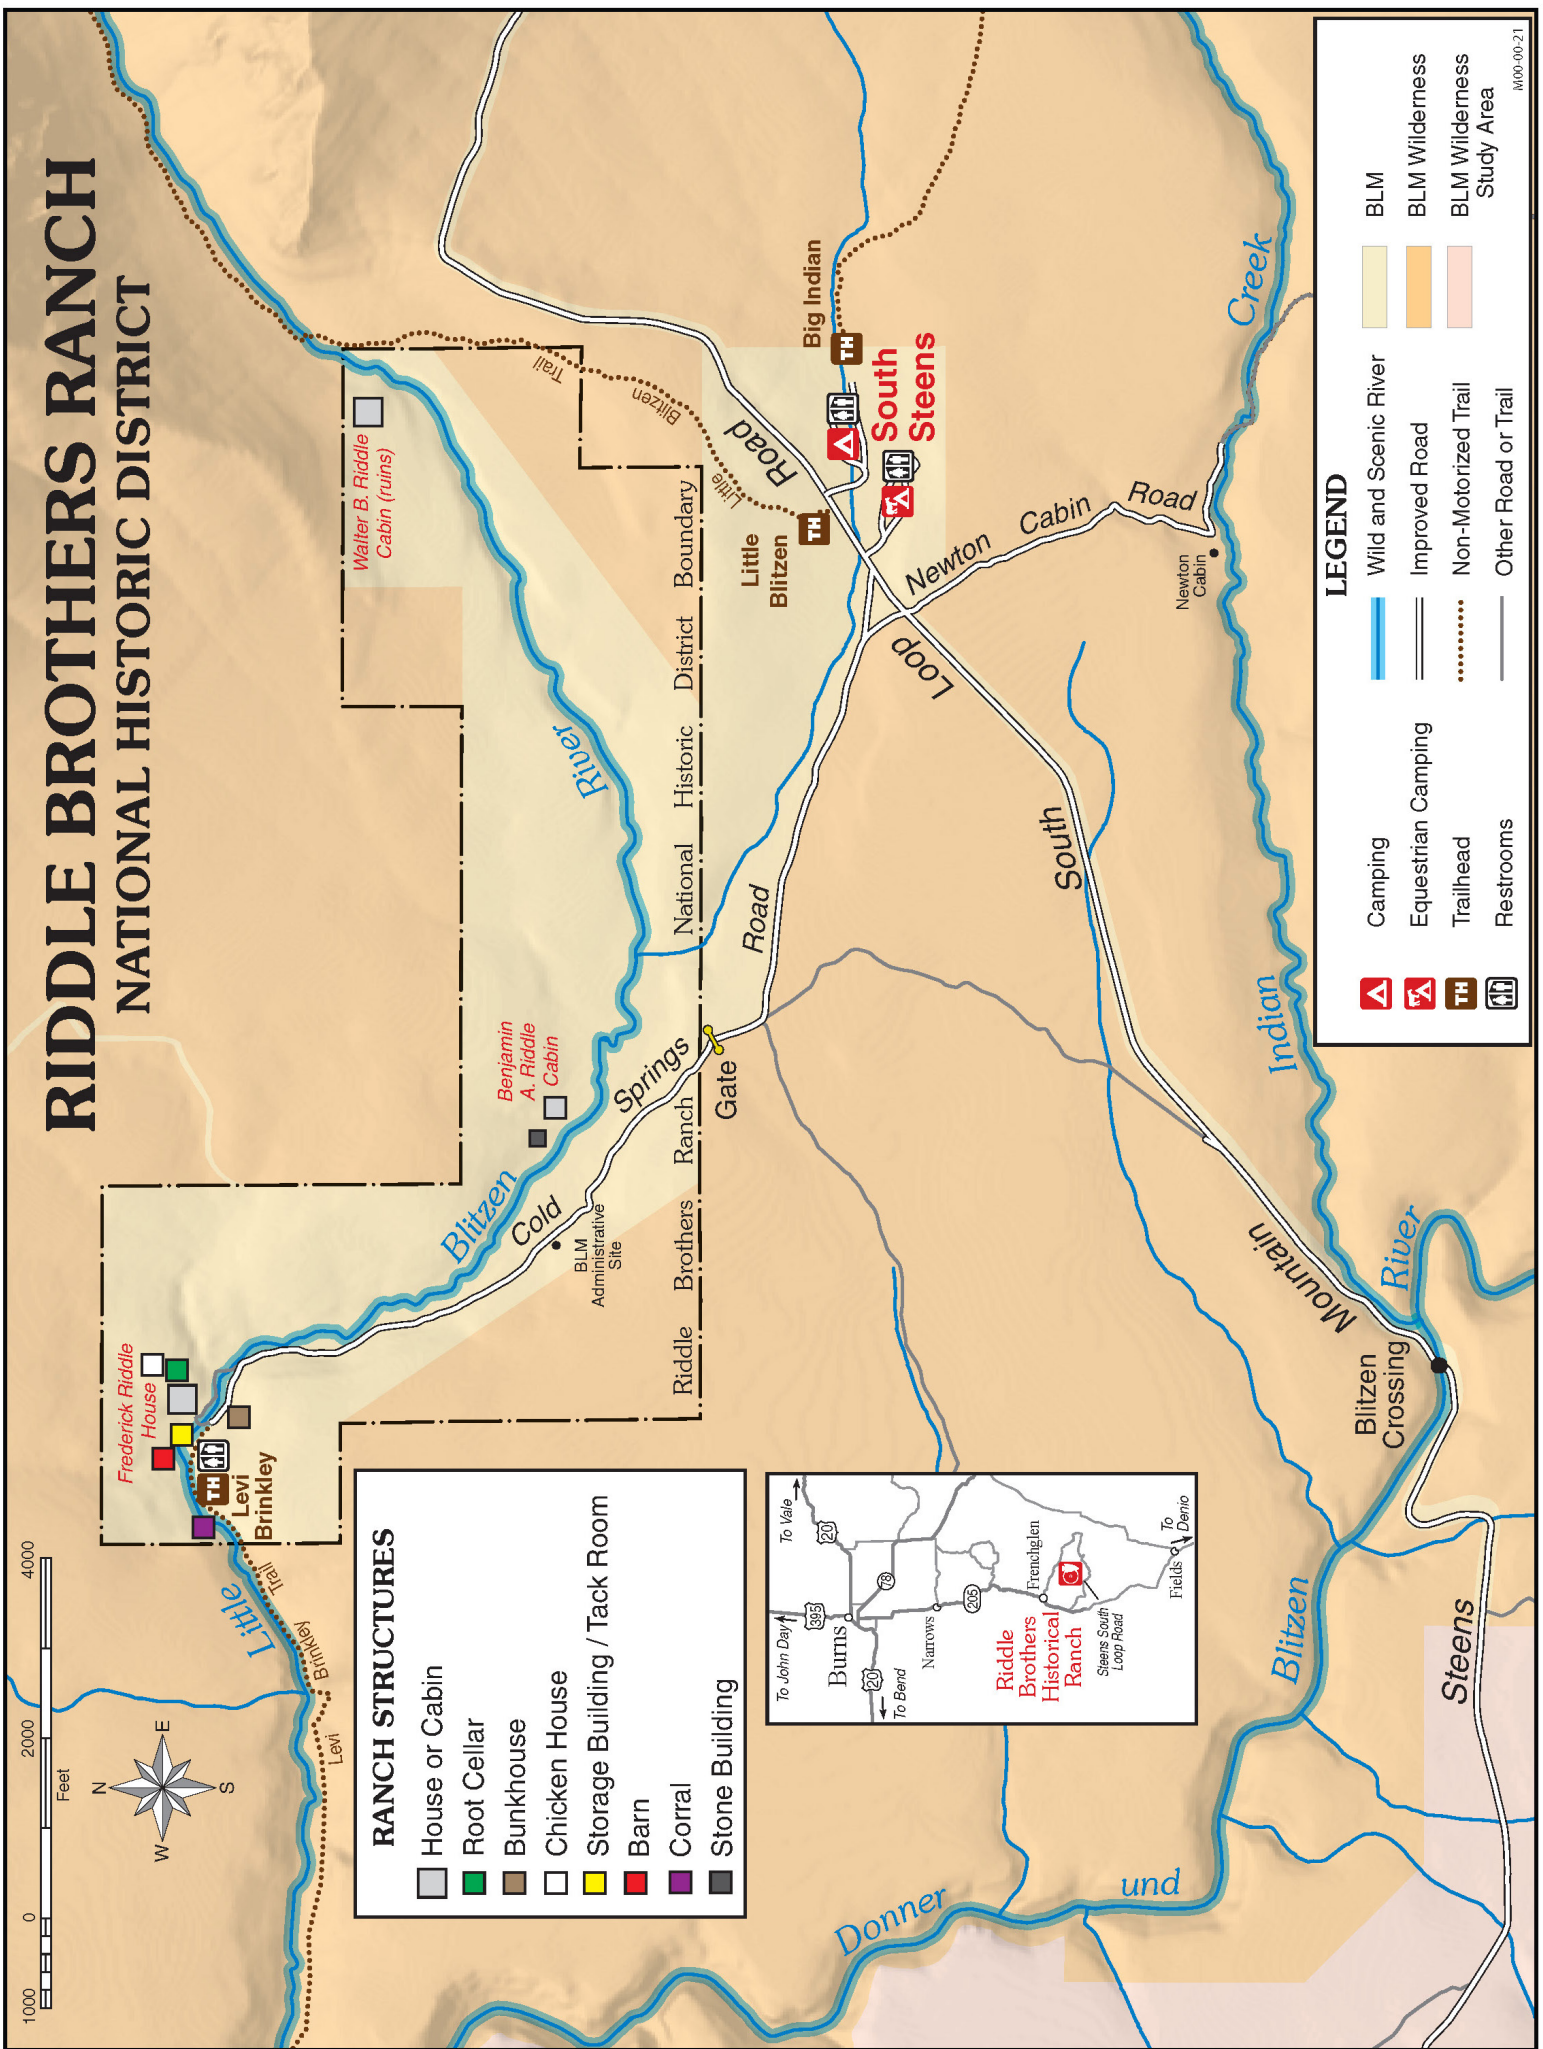 RIDDLE BROTHERS RANCH
NATIONAL HISTORIC DISTRICT
1000
0
2000
4000
Feet
N
W
E
S
Little
Blitzen
River
Levi
Brinkley
Trail
Frederick Riddle
House
TH
Levi
Brinkley
Benjamin
A. Riddle
Cabin
Walter B. Riddle
Cabin (ruins)
Cold
Springs
Road
BLM
Administrative
Site
Gate
Riddle Brothers Ranch National Historic District Boundary
Little
Blitzen
Trail
Little
Blitzen
TH
Big Indian
TH
South
Steens
Steens
Mountain
South
Loop
Road
Newton
Cabin
Road
Newton
Cabin
Indian
Creek
Donner
und
Blitzen
River
Blitzen
Crossing
RANCH STRUCTURES
House or Cabin
Root Cellar
Bunkhouse
Chicken House
Storage Building / Tack Room
Barn
Corral
Stone Building
To John Day
395
To Vale
20
Burns
78
20
To Bend
Narrows
205
Frenchglen
Riddle
Brothers
Historical
Ranch
Steens South
Loop Road
Fields
To
Denio
LEGEND
Camping
Equestrian Camping
TH
Trailhead
Restrooms
Wild and Scenic River
Improved Road
Non-Motorized Trail
Other Road or Trail
BLM
BLM Wilderness
BLM Wilderness
Study Area
M00-00-21